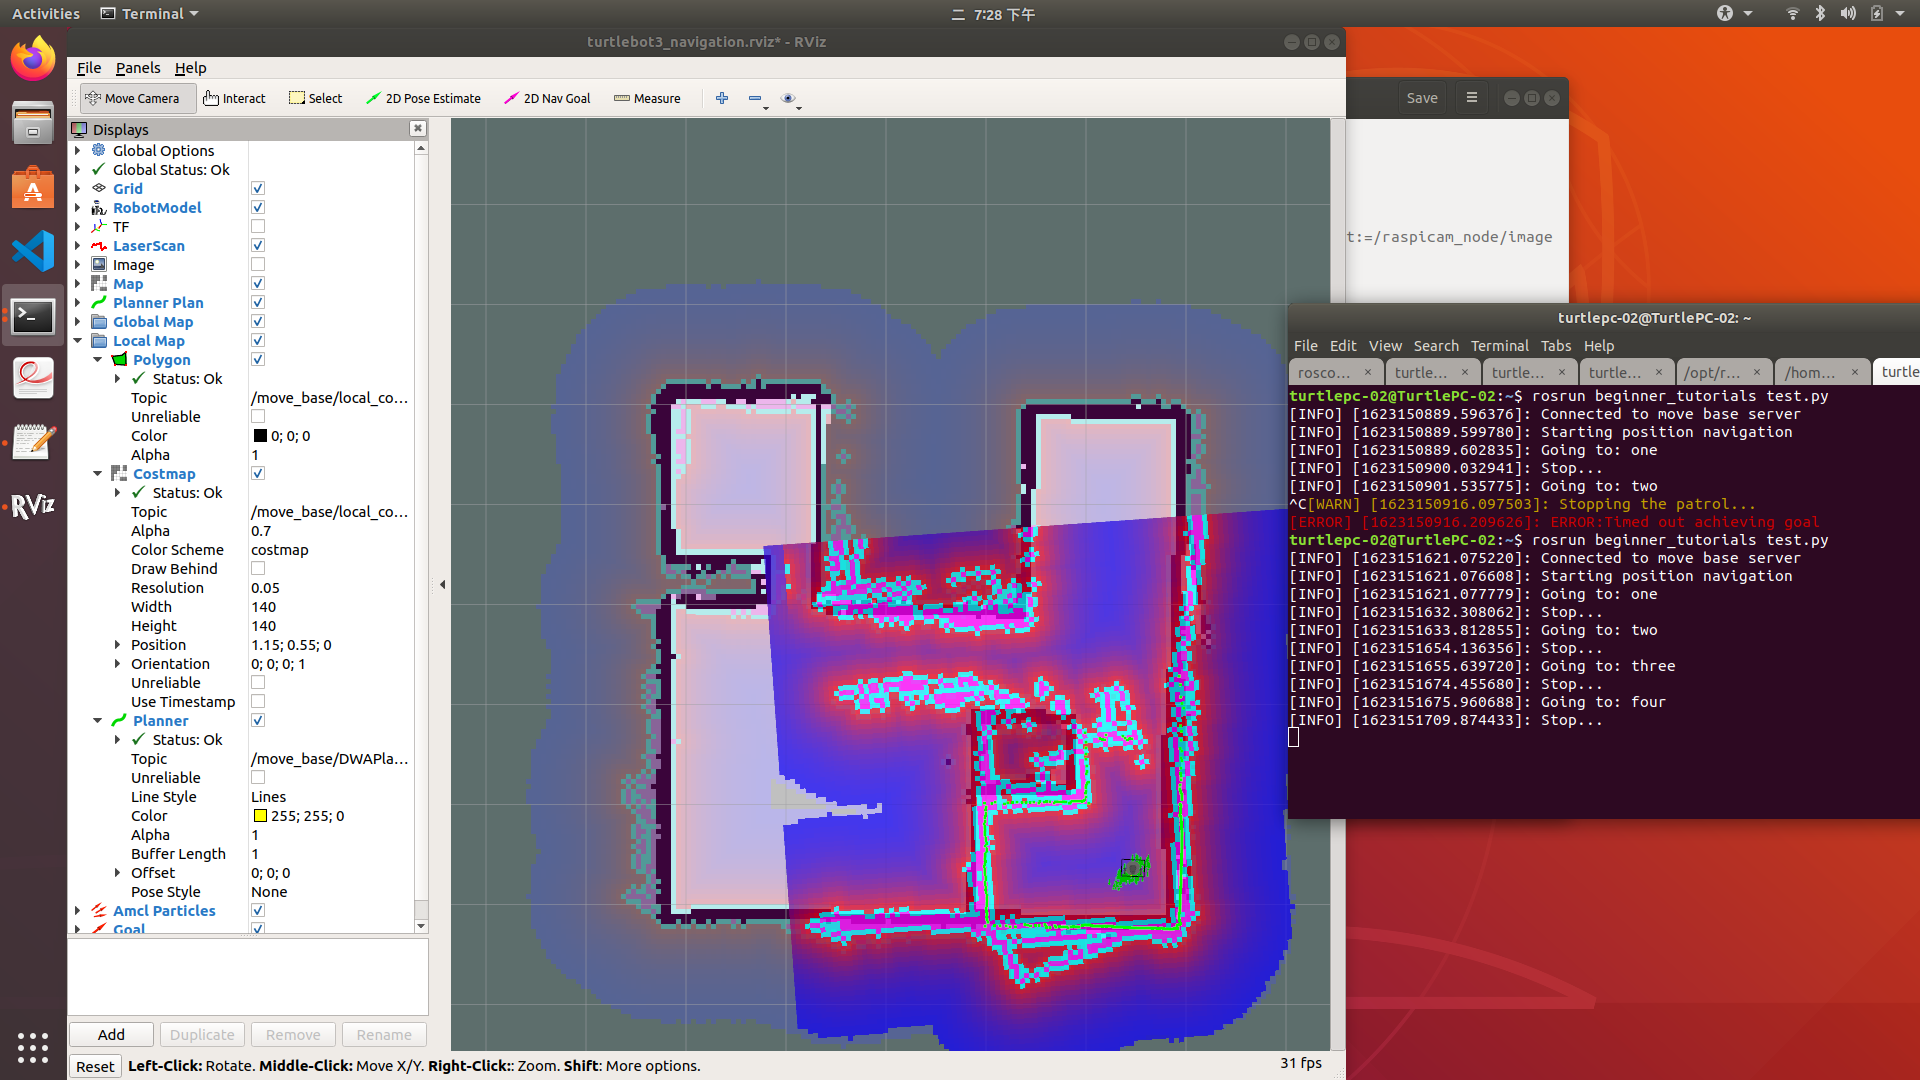 Activities
Terminal
二 7:28 下午
turtlebot3_navigation.rviz* - RViz
File Panels Help
Move Camera Interact Select 2D Pose Estimate 2D Nav Goal Measure
Displays
Global Options
Global Status: Ok
Grid
RobotModel
TF
LaserScan
Image
Map
Planner Plan
Global Map
Local Map
Polygon
Status: Ok
Topic /move_base/local_co...
Unreliable
Color 0; 0; 0
Alpha 1
Costmap
Status: Ok
Topic /move_base/local_co...
Alpha 0.7
Color Scheme costmap
Draw Behind
Resolution 0.05
Width 140
Height 140
Position 1.15; 0.55; 0
Orientation 0; 0; 0; 1
Unreliable
Use Timestamp
Planner
Status: Ok
Topic /move_base/DWAPla...
Unreliable
Line Style Lines
Color 255; 255; 0
Alpha 1
Buffer Length 1
Offset 0; 0; 0
Pose Style None
Amcl Particles
Goal
Add Duplicate Remove Rename
Reset Left-Click: Rotate. Middle-Click: Move X/Y. Right-Click:: Zoom. Shift: More options.
31 fps
RViz
Save
t:=/raspicam_node/image
turtlepc-02@TurtlePC-02: ~
File Edit View Search Terminal Tabs Help
rosco... turtle... turtle... turtle... /opt/r... /hom... turtle
turtlepc-02@TurtlePC-02:~$ rosrun beginner_tutorials test.py
[INFO] [1623150889.596376]: Connected to move base server
[INFO] [1623150889.599780]: Starting position navigation
[INFO] [1623150889.602835]: Going to: one
[INFO] [1623150900.032941]: Stop...
[INFO] [1623150901.535775]: Going to: two
^C[WARN] [1623150916.097503]: Stopping the patrol...
[ERROR] [1623150916.209626]: ERROR:Timed out achieving goal
turtlepc-02@TurtlePC-02:~$ rosrun beginner_tutorials test.py
[INFO] [1623151621.075220]: Connected to move base server
[INFO] [1623151621.076608]: Starting position navigation
[INFO] [1623151621.077779]: Going to: one
[INFO] [1623151632.308062]: Stop...
[INFO] [1623151633.812855]: Going to: two
[INFO] [1623151654.136356]: Stop...
[INFO] [1623151655.639720]: Going to: three
[INFO] [1623151674.455680]: Stop...
[INFO] [1623151675.960688]: Going to: four
[INFO] [1623151709.874433]: Stop...